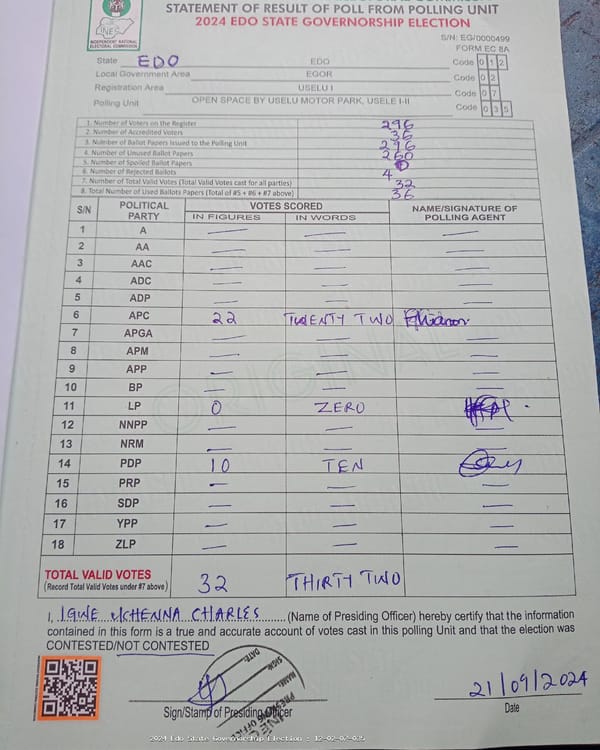 INEC
INDEPENDENT NATIONAL
ELECTORAL COMMISSION
STATEMENT OF RESULT OF POLL FROM POLLING UNIT
2024 EDO STATE GOVERNORSHIP ELECTION
S/N: EG/0000499
FORM EC 8A
State EDO EDO Code 0 1 2
Local Government Area EGOR Code 0 2
Registration Area USELU I Code 0 7
Polling Unit OPEN SPACE BY USELU MOTOR PARK, USELE I-II Code 0 3 5
1. Number of Voters on the Register 296
2. Number of Accredited Voters 36
3. Number of Ballot Papers Issued to the Polling Unit 296
4. Number of Unused Ballot Papers 260
5. Number of Spoiled Ballot Papers 0
6. Number of Rejected Ballots 4
7. Number of Total Valid Votes (Total Valid Votes cast for all parties) 32
8. Total Number of Used Ballots Papers (Total of #5 + #6 + #7 above) 36
S/N POLITICAL PARTY VOTES SCORED NAME/SIGNATURE OF POLLING AGENT
IN FIGURES IN WORDS
1 A — — —
2 AA — — —
3 AAC — — —
4 ADC — — —
5 ADP — — —
6 APC 22 TWENTY TWO
7 APGA — — —
8 APM — — —
9 APP — — —
10 BP — — —
11 LP 0 ZERO
12 NNPP — — —
13 NRM — — —
14 PDP 10 TEN
15 PRP — — —
16 SDP — — —
17 YPP — — —
18 ZLP — — —
TOTAL VALID VOTES 32 THIRTY TWO
(Record Total Valid Votes under #7 above)
I, IGWE UCHENNA CHARLES (Name of Presiding Officer) hereby certify that the information
contained in this form is a true and accurate account of votes cast in this polling Unit and that the election was
CONTESTED/NOT CONTESTED
DATE:
SIGN:
NAME:
21/09/2024
Sign/Stamp of Presiding Officer
Date
2024 Edo State Governorship Election : 12-02-07-035